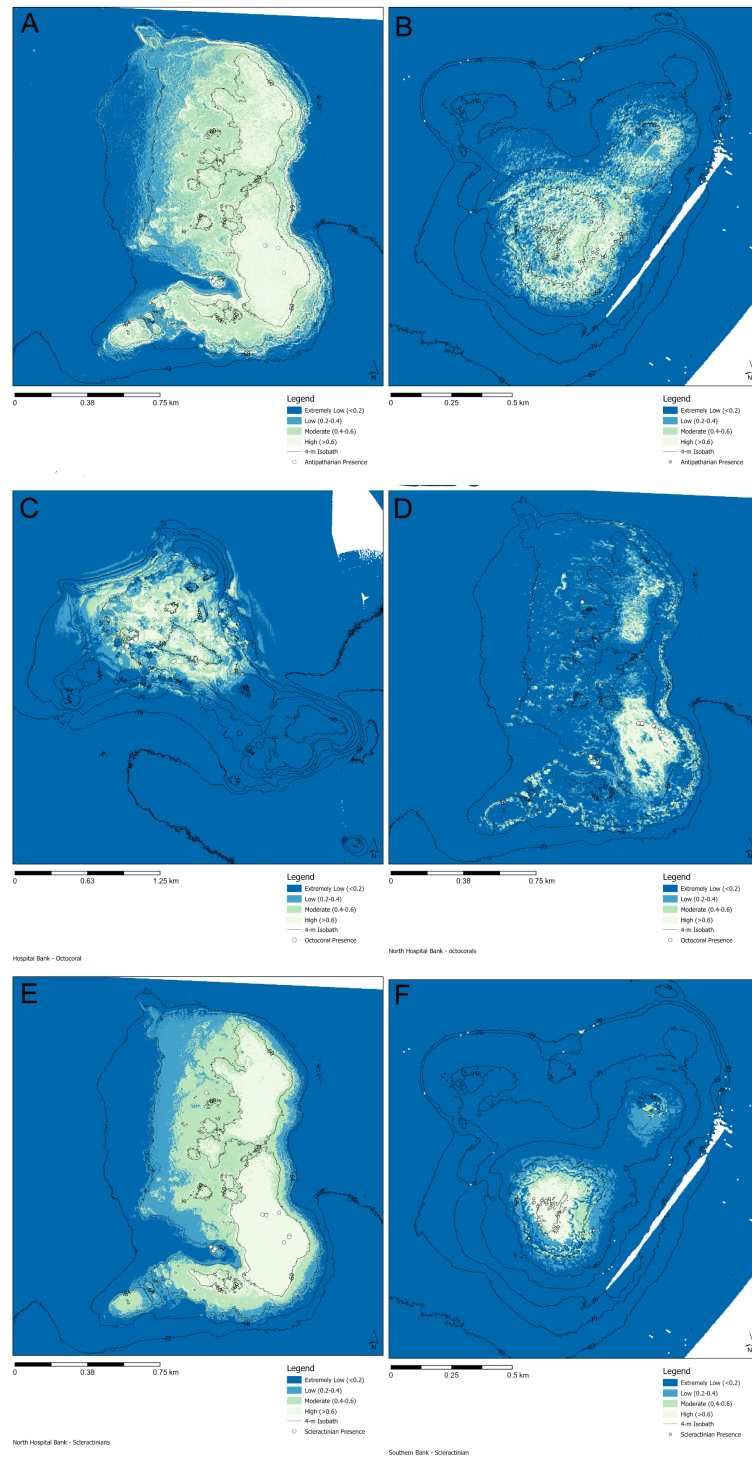 A
B
0 0.38 0.75 km
Legend
Extremely Low (<0.2)
Low (0.2-0.4)
Moderate (0.4-0.6)
High (>0.6)
4-m Isobath
Antipatharian Presence
0 0.25 0.5 km
Legend
Extremely Low (<0.2)
Low (0.2-0.4)
Moderate (0.4-0.6)
High (>0.6)
4-m Isobath
Antipatharian Presence
C
D
0 0.63 1.25 km
Legend
Extremely Low (<0.2)
Low (0.2-0.4)
Moderate (0.4-0.6)
High (>0.6)
4-m Isobath
Octocoral Presence
Hospital Bank - Octocoral
0 0.38 0.75 km
Legend
Extremely Low (<0.2)
Low (0.2-0.4)
Moderate (0.4-0.6)
High (>0.6)
4-m Isobath
Octocoral Presence
North Hospital Bank - octocorals
E
F
0 0.38 0.75 km
Legend
Extremely Low (<0.2)
Low (0.2-0.4)
Moderate (0.4-0.6)
High (>0.6)
4-m Isobath
Scleractinian Presence
North Hospital Bank - Scleractinians
0 0.25 0.5 km
Legend
Extremely Low (<0.2)
Low (0.2-0.4)
Moderate (0.4-0.6)
High (>0.6)
4-m Isobath
Scleractinian Presence
Southern Bank - Scleractinian